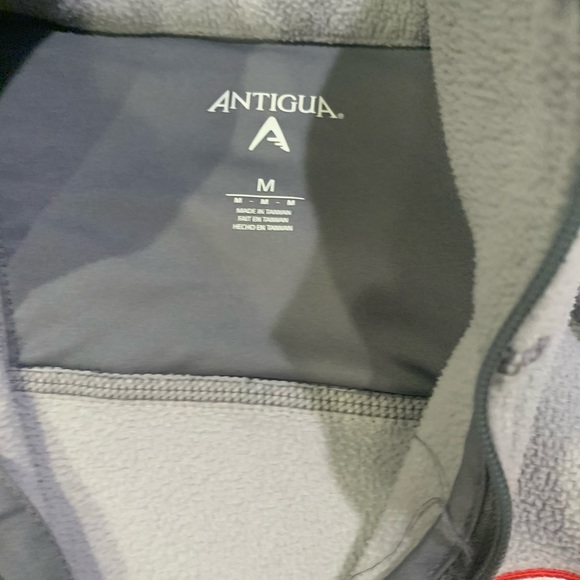 ANTIGUA®
M
M - M - M
MADE IN TAIWAN
FAIT EN TAIWAN
HECHO EN TAIWAN